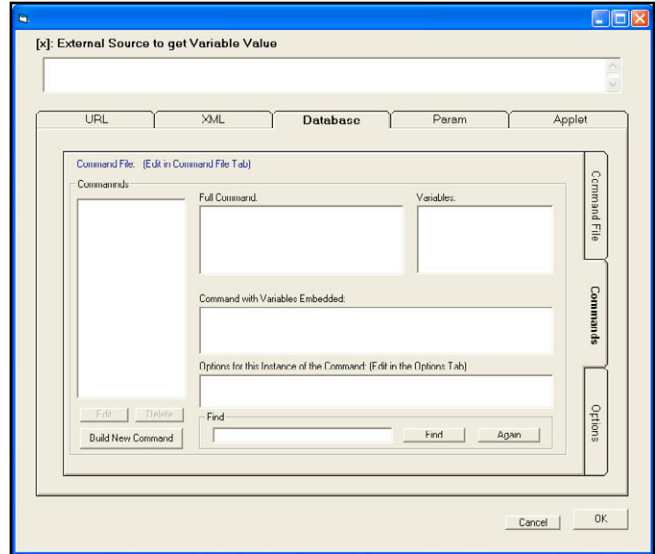 [x]: External Source to get Variable Value
URL XML Database Param Applet
Command File. (Edit in Command File Tab)
Commamnds
Full Command: Variables:
Command with Variables Embedded:
Options for this Instance of the Command: (Edit in the Options Tab)
Edit Delete
Build New Command
Find
Find Again
Command File
Commands
Options
Cancel OK